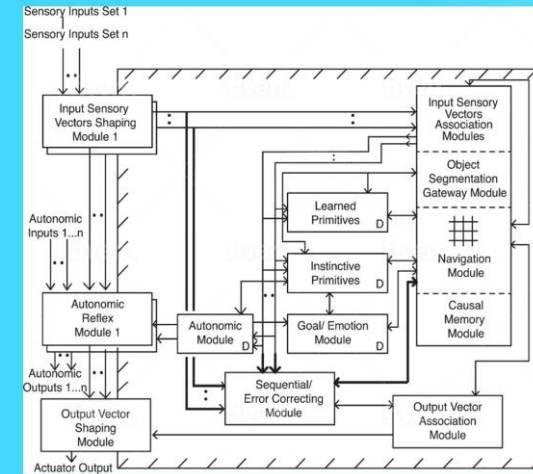 Sensory Inputs Set 1
Sensory Inputs Set n
Input Sensory
Vectors Shaping
Module 1
Input Sensory
Vectors
Association
Modules
Object
Segmentation
Gateway Module
Learned
Primitives
D
Autonomic
Inputs 1...n
Navigation
Module
Instinctive
Primitives
D
Causal
Memory
Module
Autonomic
Reflex
Module 1
Autonomic
Module
D
Goal/ Emotion
Module
D
Autonomic
Outputs 1...n
Sequential/
Error Correcting
Module
Output Vector
Shaping
Module
Output Vector
Association
Module
Actuator Output